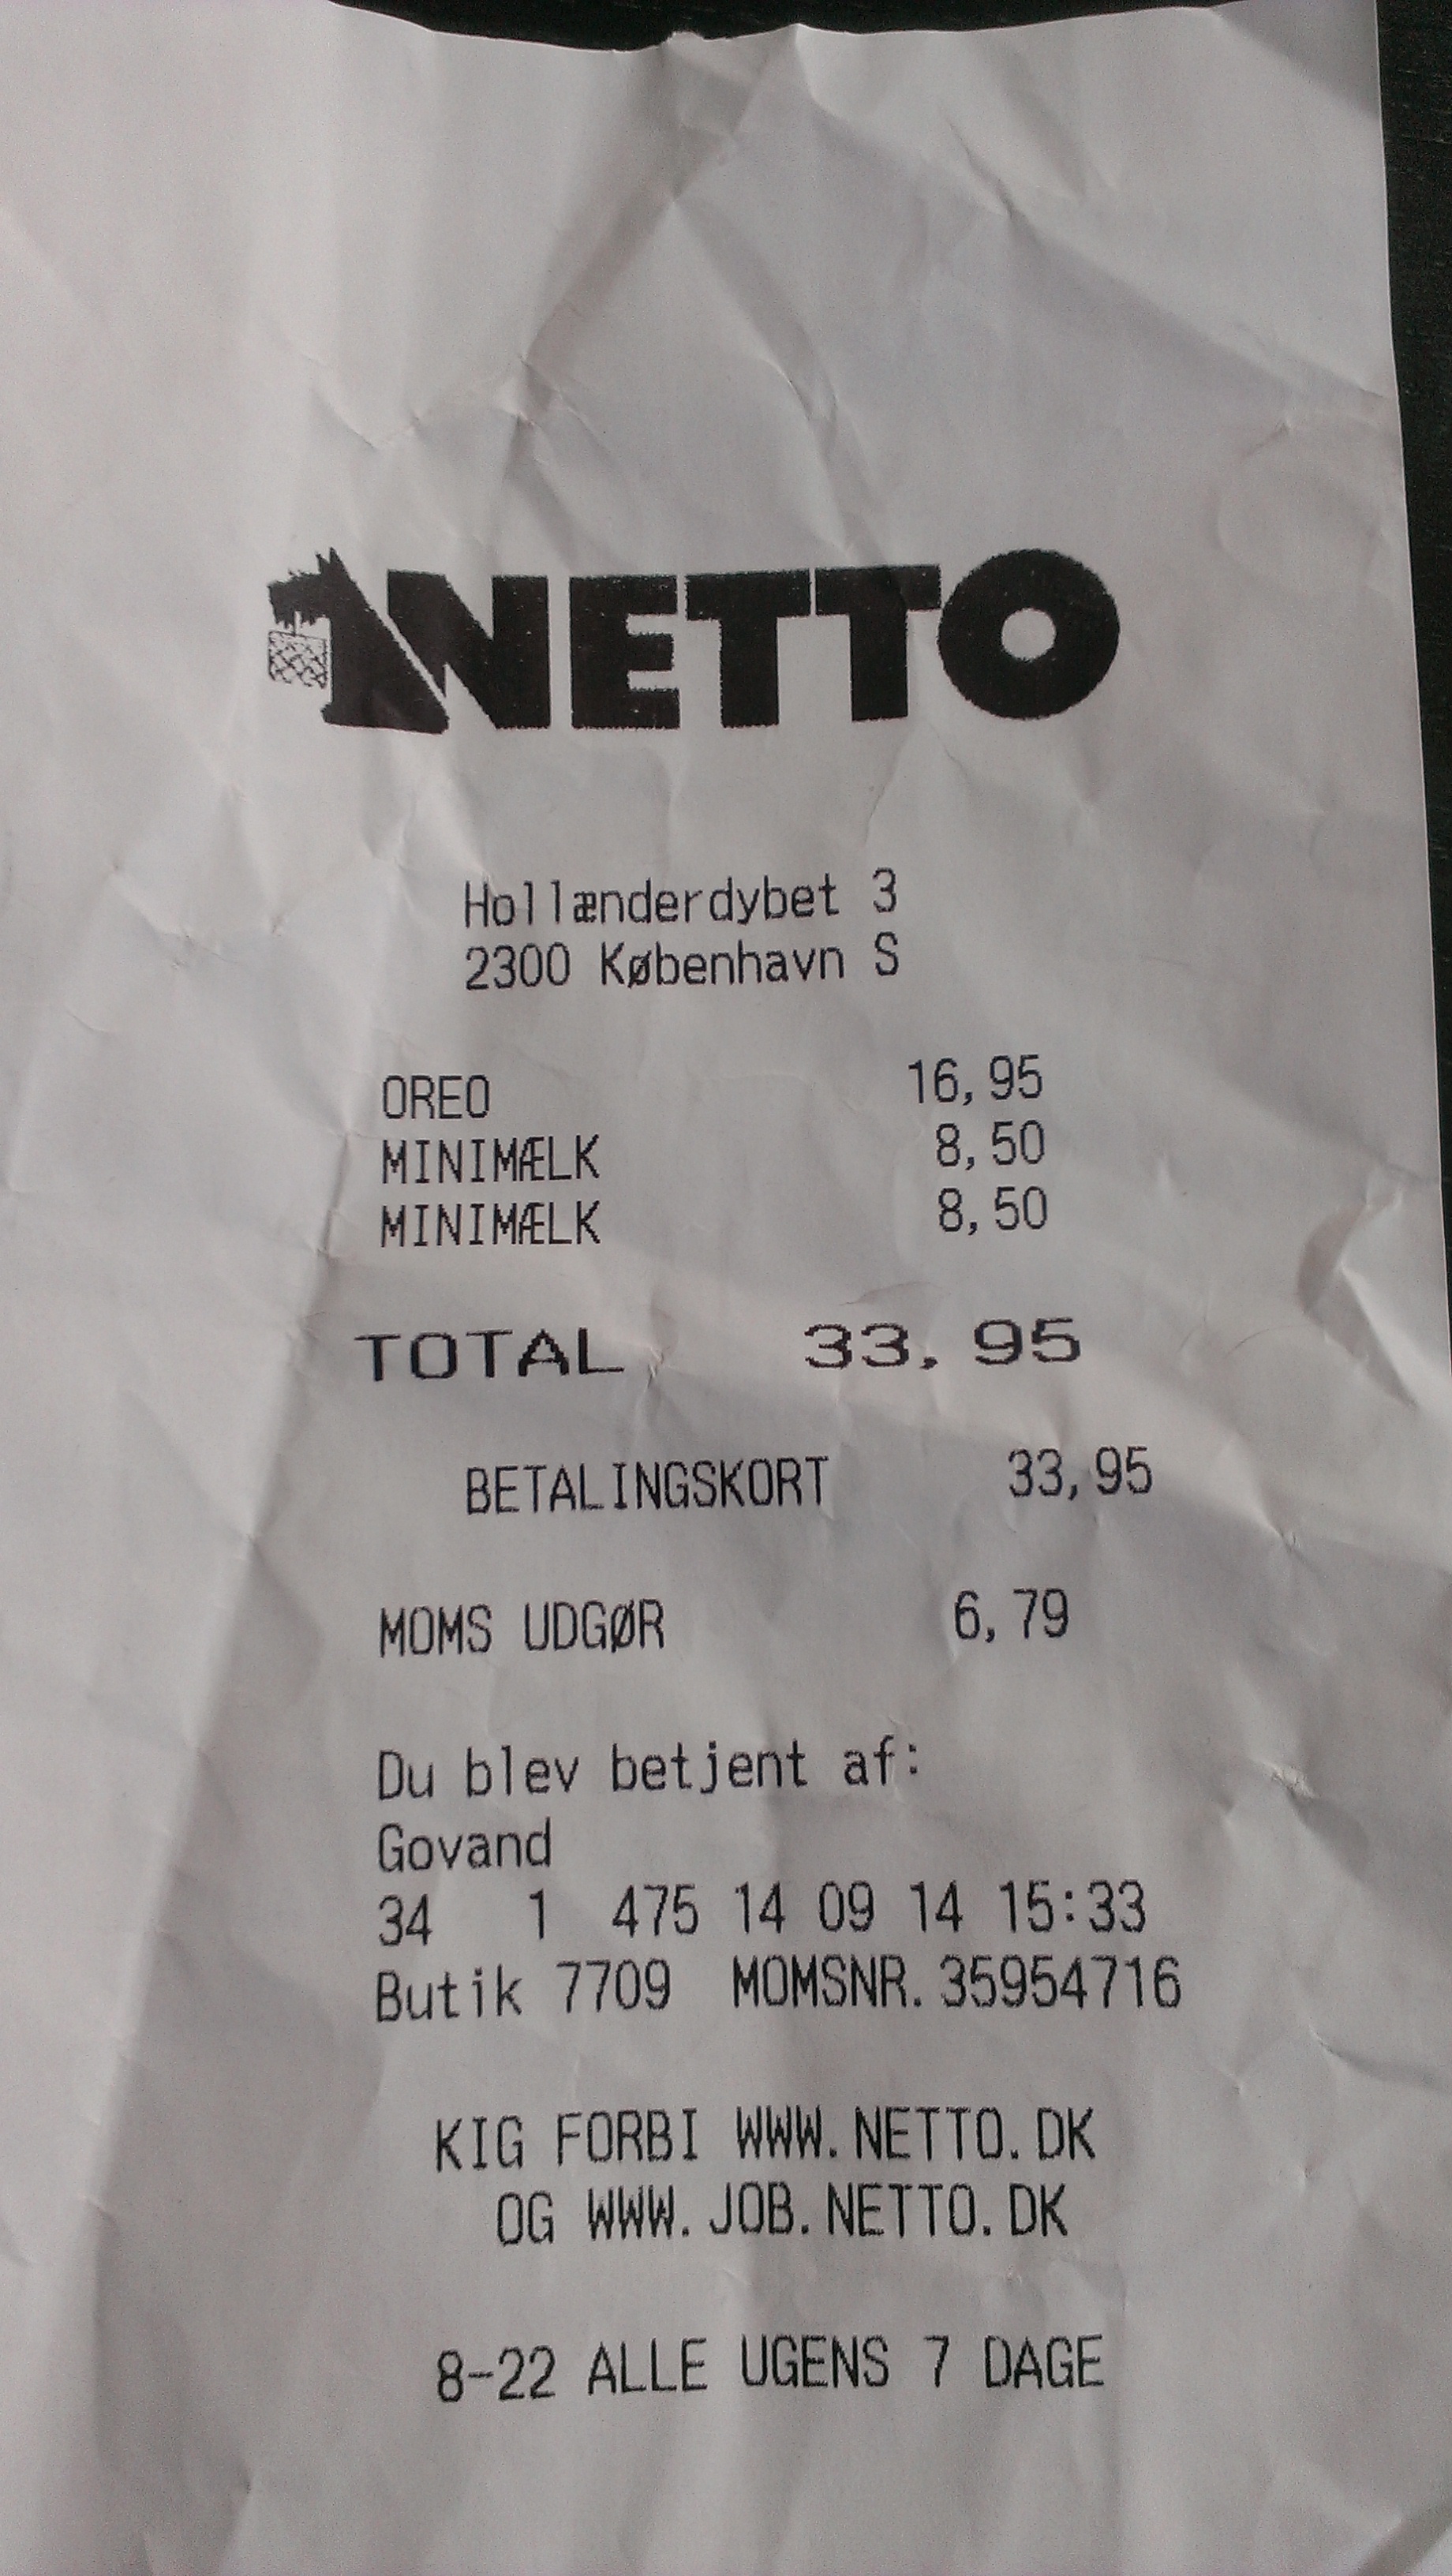 NETTO
Hollænderdybet 3
2300 København S
OREO 16,95
MINIMÆLK 8,50
MINIMÆLK 8,50
TOTAL 33.95
BETALINGSKORT 33,95
MOMS UDGØR 6,79
Du blev betjent af:
Govand
34 1 475 14 09 14 15:33
Butik 7709 MOMSNR.35954716
KIG FORBI WWW.NETTO.DK
OG WWW.JOB.NETTO.DK
8-22 ALLE UGENS 7 DAGE